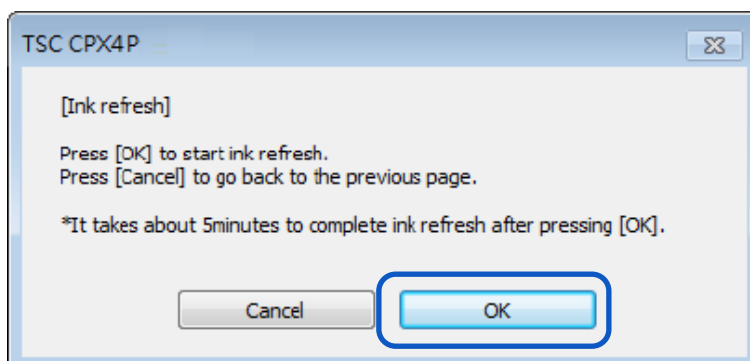 TSC CPX4P
[Ink refresh]
Press [OK] to start ink refresh.
Press [Cancel] to go back to the previous page.
*It takes about 5minutes to complete ink refresh after pressing [OK].
Cancel
OK